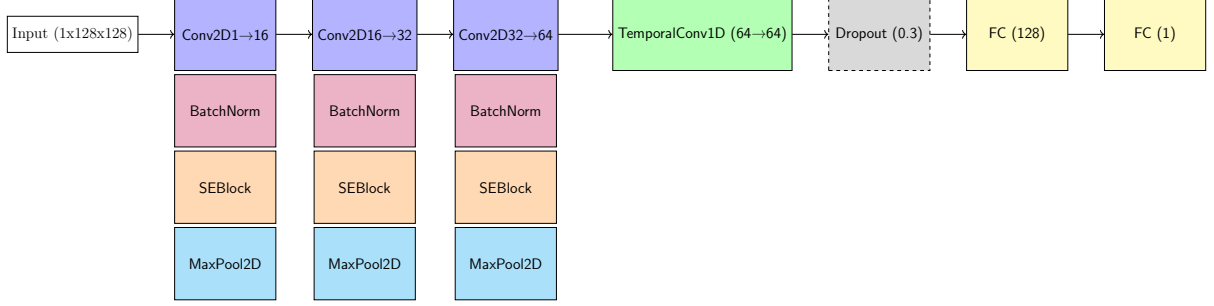 Input (1x128x128)
Conv2D1→16
Conv2D16→32
Conv2D32→64
TemporalConv1D (64→64)
Dropout (0.3)
FC (128)
FC (1)
BatchNorm
BatchNorm
BatchNorm
SEBlock
SEBlock
SEBlock
MaxPool2D
MaxPool2D
MaxPool2D